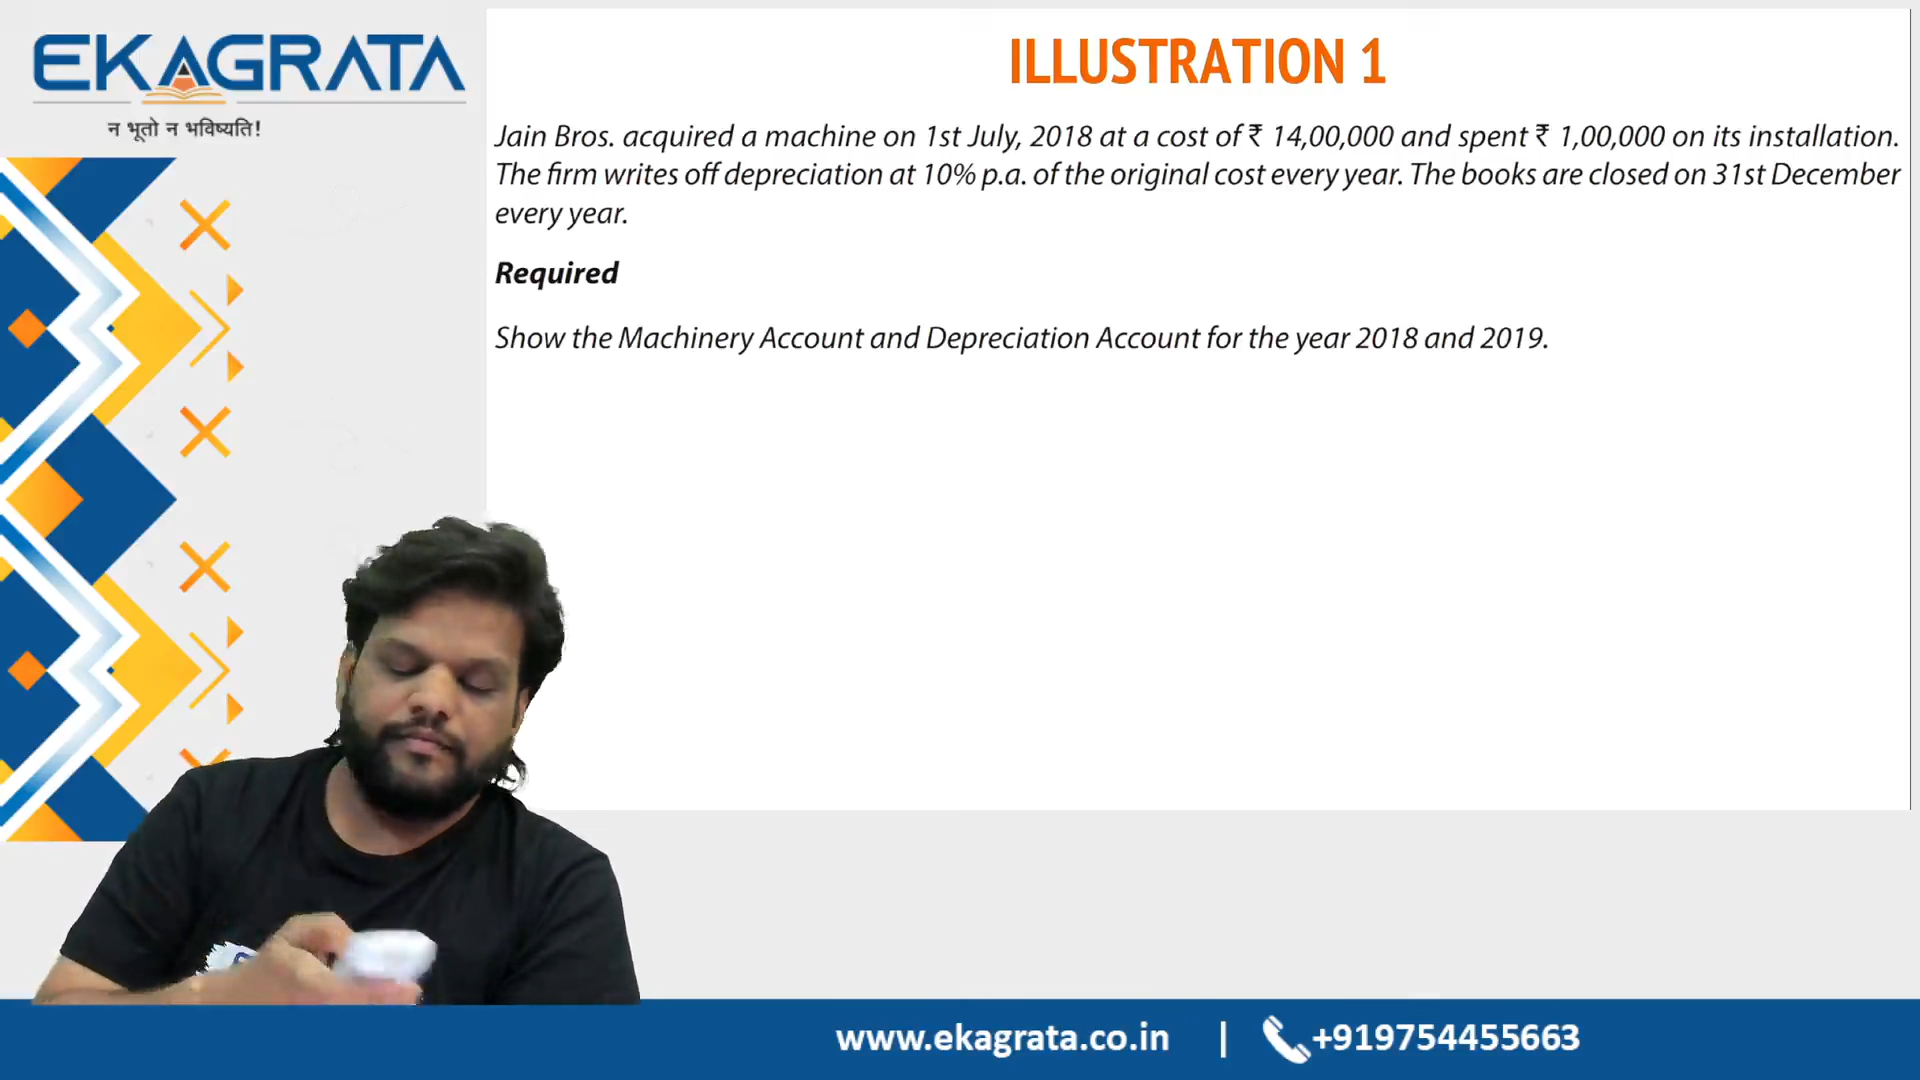 EKAGRATA
न भूतो न भविष्यति!
ILLUSTRATION 1
Jain Bros. acquired a machine on 1st July, 2018 at a cost of ₹ 14,00,000 and spent ₹ 1,00,000 on its installation.
The firm writes off depreciation at 10% p.a. of the original cost every year. The books are closed on 31st December
every year.
Required
Show the Machinery Account and Depreciation Account for the year 2018 and 2019.
www.ekagrata.co.in | +919754455663